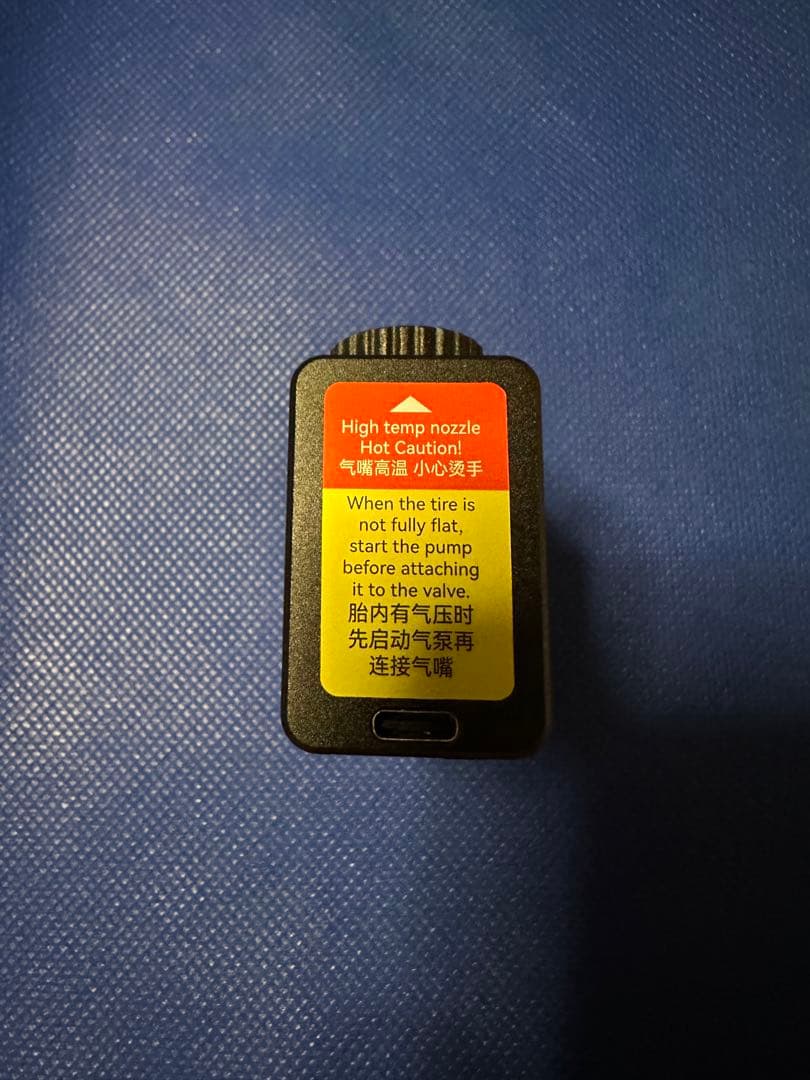 High temp nozzle
Hot Caution!
气嘴高温 小心烫手
When the tire is
not fully flat,
start the pump
before attaching
it to the valve.
胎内有气压时
先启动气泵再
连接气嘴